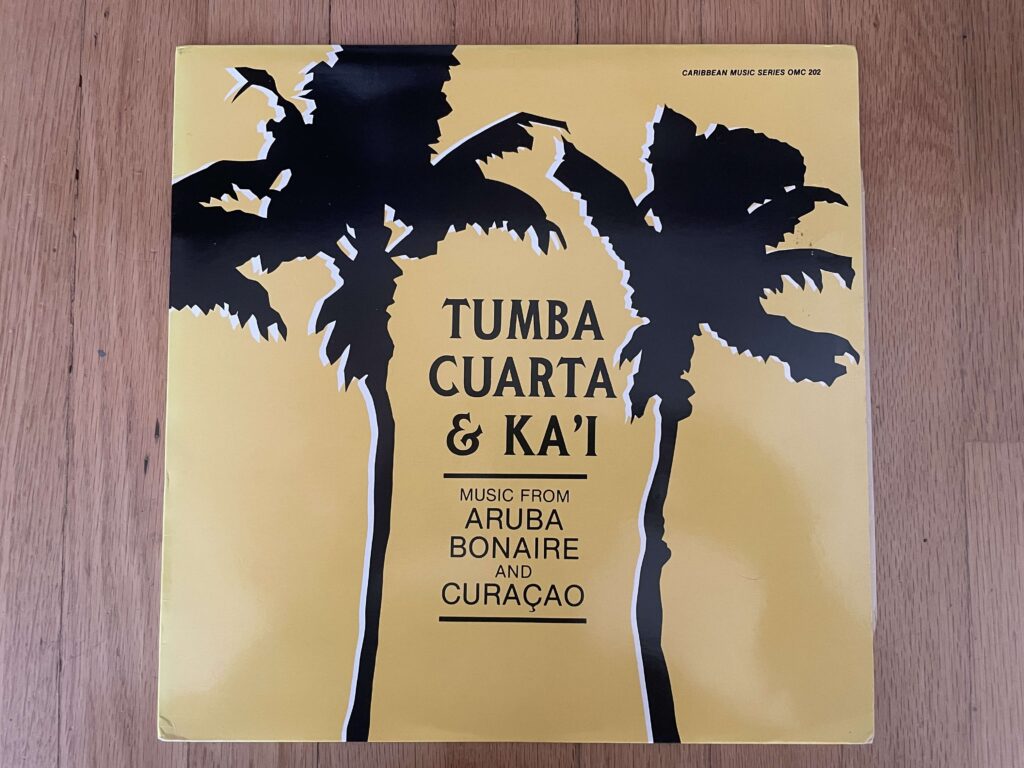 CARIBBEAN MUSIC SERIES OMC 202
TUMBA
CUARTA
& KA'I
MUSIC FROM
ARUBA
BONAIRE
AND
CURAÇAO